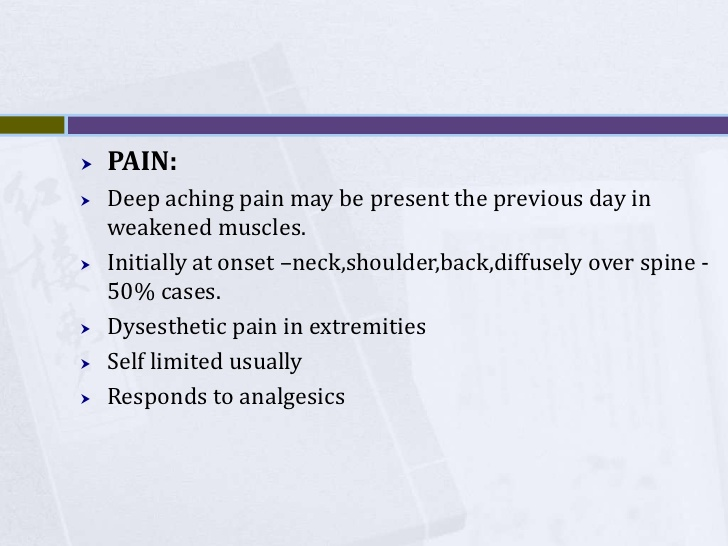 PAIN:
Deep aching pain may be present the previous day in
weakened muscles.
Initially at onset –neck,shoulder,back,diffusely over spine -
50% cases.
Dysesthetic pain in extremities
Self limited usually
Responds to analgesics